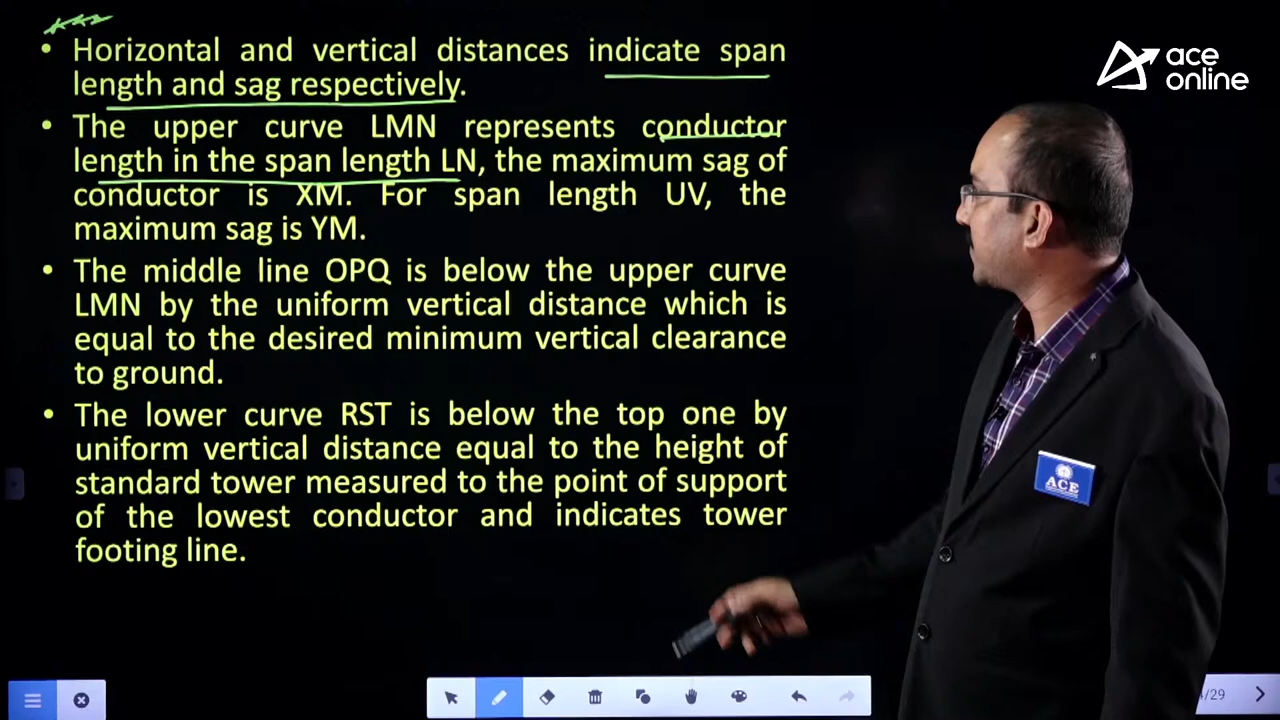 • Horizontal and vertical distances indicate span
length and sag respectively.
• The upper curve LMN represents conductor
length in the span length LN, the maximum sag of
conductor is XM. For span length UV, the
maximum sag is YM.
• The middle line OPQ is below the upper curve
LMN by the uniform vertical distance which is
equal to the desired minimum vertical clearance
to ground.
• The lower curve RST is below the top one by
uniform vertical distance equal to the height of
standard tower measured to the point of support
of the lowest conductor and indicates tower
footing line.
ace
online
ACE
/29